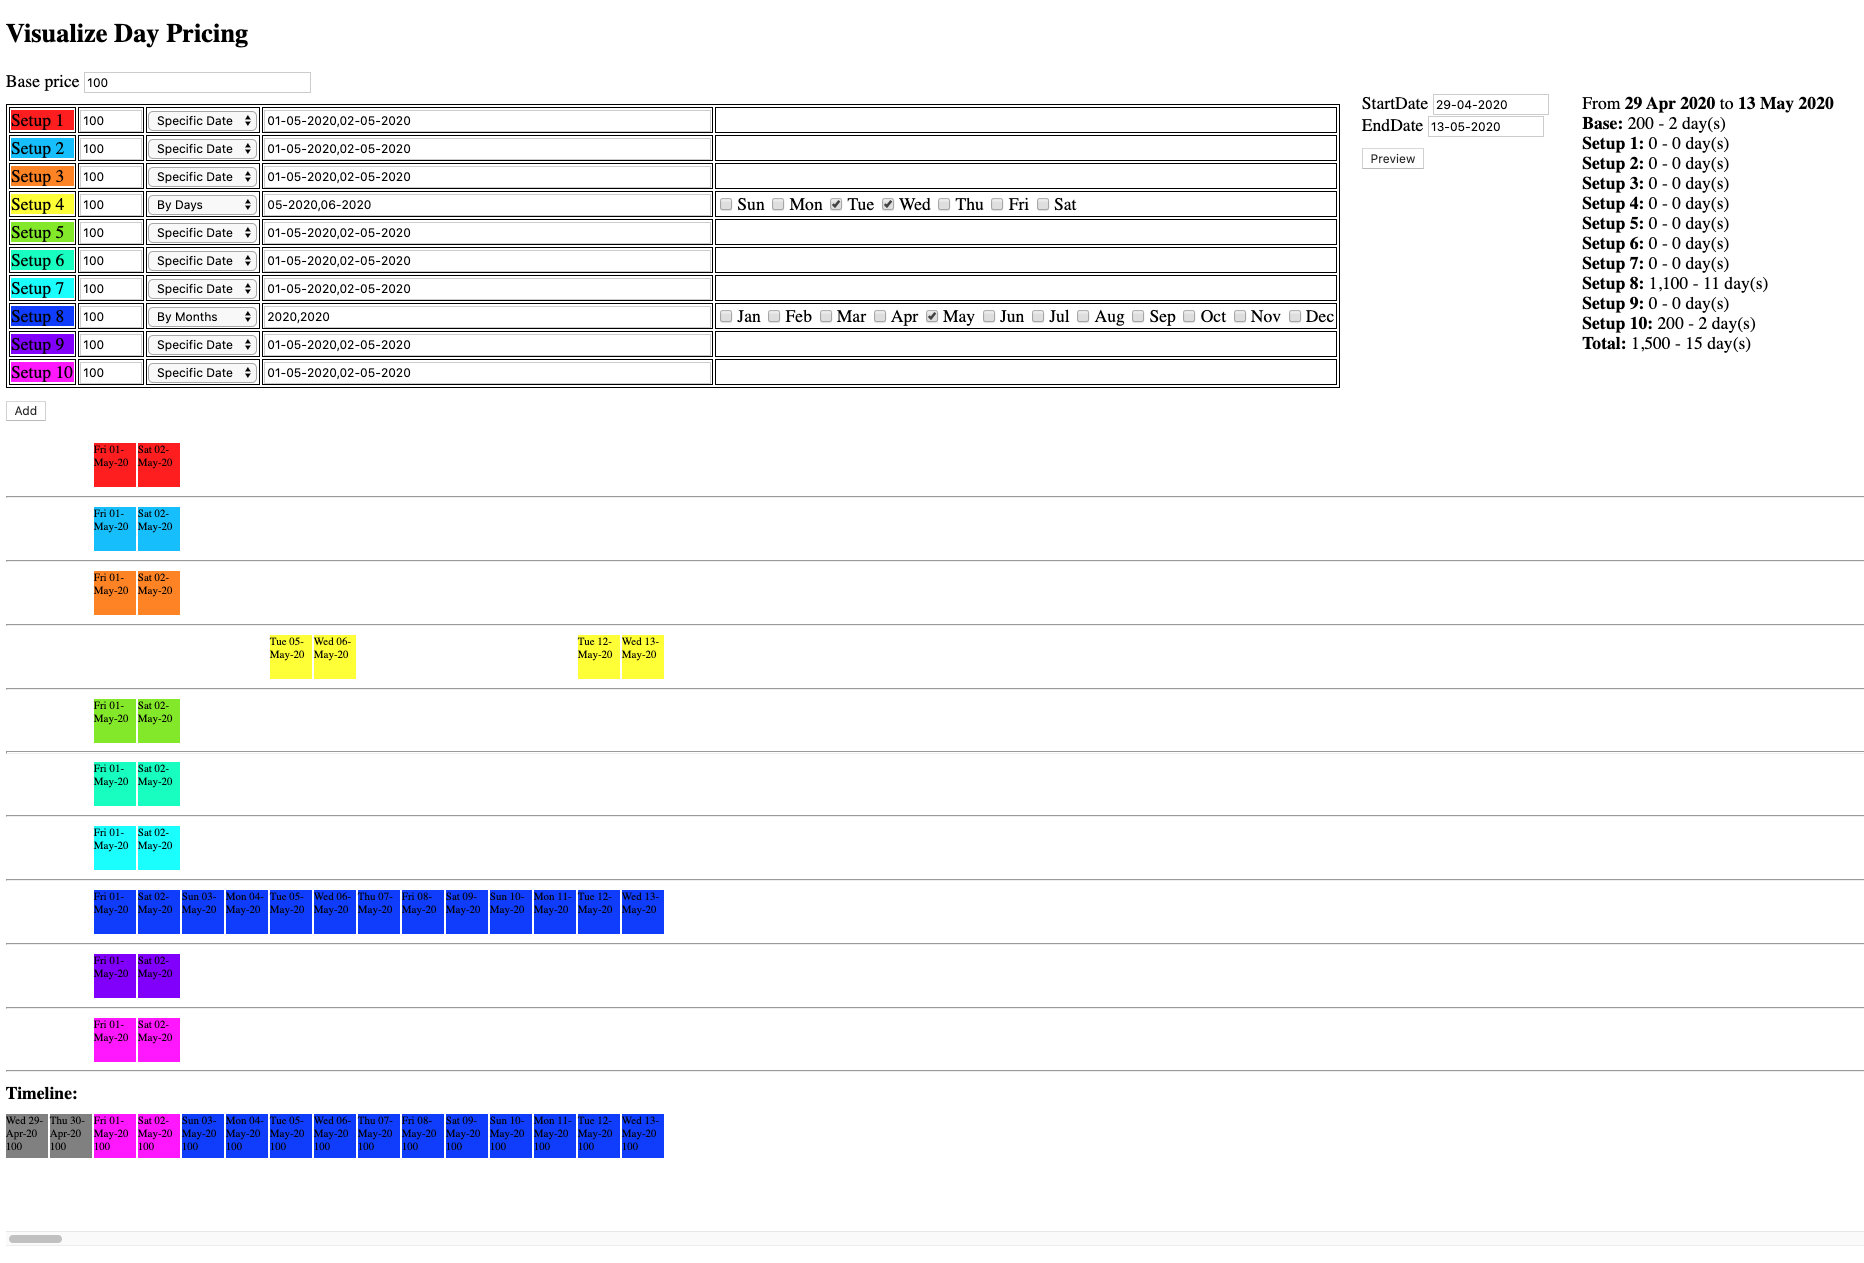 Visualize Day Pricing
Base price 100
Setup 1 100 Specific Date 01-05-2020,02-05-2020
Setup 2 100 Specific Date 01-05-2020,02-05-2020
Setup 3 100 Specific Date 01-05-2020,02-05-2020
Setup 4 100 By Days 05-2020,06-2020 Sun Mon Tue Wed Thu Fri Sat
Setup 5 100 Specific Date 01-05-2020,02-05-2020
Setup 6 100 Specific Date 01-05-2020,02-05-2020
Setup 7 100 Specific Date 01-05-2020,02-05-2020
Setup 8 100 By Months 2020,2020 Jan Feb Mar Apr May Jun Jul Aug Sep Oct Nov Dec
Setup 9 100 Specific Date 01-05-2020,02-05-2020
Setup 10 100 Specific Date 01-05-2020,02-05-2020
Add
StartDate 29-04-2020
EndDate 13-05-2020
Preview
From 29 Apr 2020 to 13 May 2020
Base: 200 - 2 day(s)
Setup 1: 0 - 0 day(s)
Setup 2: 0 - 0 day(s)
Setup 3: 0 - 0 day(s)
Setup 4: 0 - 0 day(s)
Setup 5: 0 - 0 day(s)
Setup 6: 0 - 0 day(s)
Setup 7: 0 - 0 day(s)
Setup 8: 1,100 - 11 day(s)
Setup 9: 0 - 0 day(s)
Setup 10: 200 - 2 day(s)
Total: 1,500 - 15 day(s)
Fri 01- Sat 02-
May-20 May-20
Fri 01- Sat 02-
May-20 May-20
Fri 01- Sat 02-
May-20 May-20
Tue 05- Wed 06- Tue 12- Wed 13-
May-20 May-20 May-20 May-20
Fri 01- Sat 02-
May-20 May-20
Fri 01- Sat 02-
May-20 May-20
Fri 01- Sat 02-
May-20 May-20
Fri 01- Sat 02- Sun 03- Mon 04- Tue 05- Wed 06- Thu 07- Fri 08- Sat 09- Sun 10- Mon 11- Tue 12- Wed 13-
May-20 May-20 May-20 May-20 May-20 May-20 May-20 May-20 May-20 May-20 May-20 May-20 May-20
Fri 01- Sat 02-
May-20 May-20
Fri 01- Sat 02-
May-20 May-20
Timeline:
Wed 29- Thu 30- Fri 01- Sat 02- Sun 03- Mon 04- Tue 05- Wed 06- Thu 07- Fri 08- Sat 09- Sun 10- Mon 11- Tue 12- Wed 13-
Apr-20 Apr-20 May-20 May-20 May-20 May-20 May-20 May-20 May-20 May-20 May-20 May-20 May-20 May-20 May-20
100 100 100 100 100 100 100 100 100 100 100 100 100 100 100